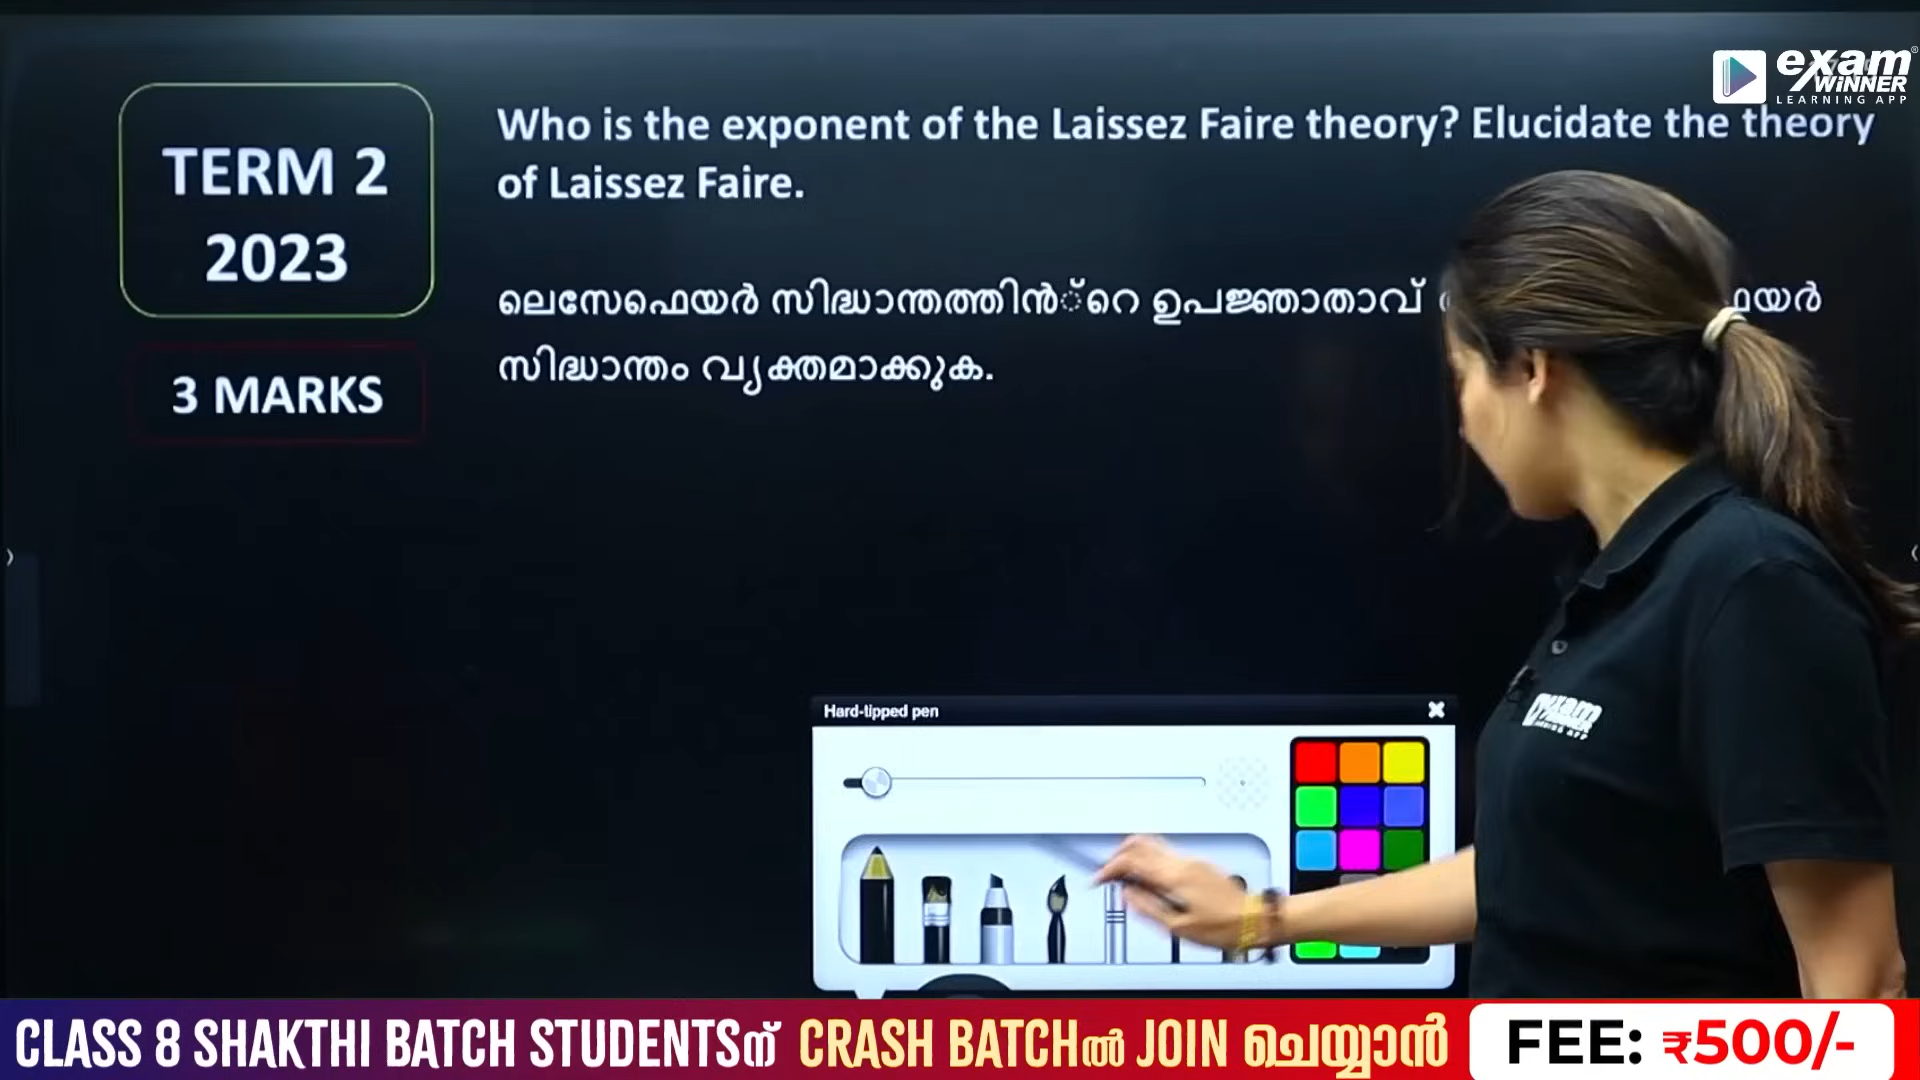 exam
WINNER
LEARNING APP
TERM 2
2023
3 MARKS
Who is the exponent of the Laissez Faire theory? Elucidate the theory
of Laissez Faire.
ലെസേഫെയർ സിദ്ധാന്തത്തിൻ്റെ ഉപജ്ഞാതാവ്
സിദ്ധാന്തം വ്യക്തമാക്കുക.
Hard-tipped pen
exam
CLASS 8 SHAKTHI BATCH STUDENTSന് CRASH BATCHൽ JOIN ചെയ്യാൻ
FEE: ₹500/-